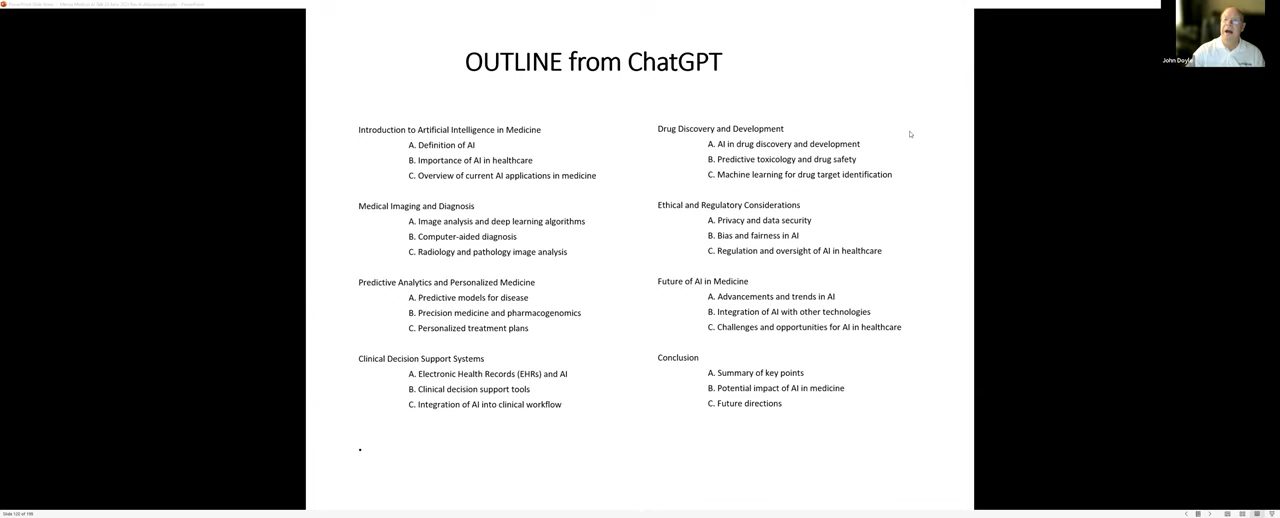 OUTLINE from ChatGPT
Introduction to Artificial Intelligence in Medicine
A. Definition of AI
B. Importance of AI in healthcare
C. Overview of current AI applications in medicine
Medical Imaging and Diagnosis
A. Image analysis and deep learning algorithms
B. Computer-aided diagnosis
C. Radiology and pathology image analysis
Predictive Analytics and Personalized Medicine
A. Predictive models for disease
B. Precision medicine and pharmacogenomics
C. Personalized treatment plans
Clinical Decision Support Systems
A. Electronic Health Records (EHRs) and AI
B. Clinical decision support tools
C. Integration of AI into clinical workflow
•
Drug Discovery and Development
A. AI in drug discovery and development
B. Predictive toxicology and drug safety
C. Machine learning for drug target identification
Ethical and Regulatory Considerations
A. Privacy and data security
B. Bias and fairness in AI
C. Regulation and oversight of AI in healthcare
Future of AI in Medicine
A. Advancements and trends in AI
B. Integration of AI with other technologies
C. Challenges and opportunities for AI in healthcare
Conclusion
A. Summary of key points
B. Potential impact of AI in medicine
C. Future directions
John Doyle